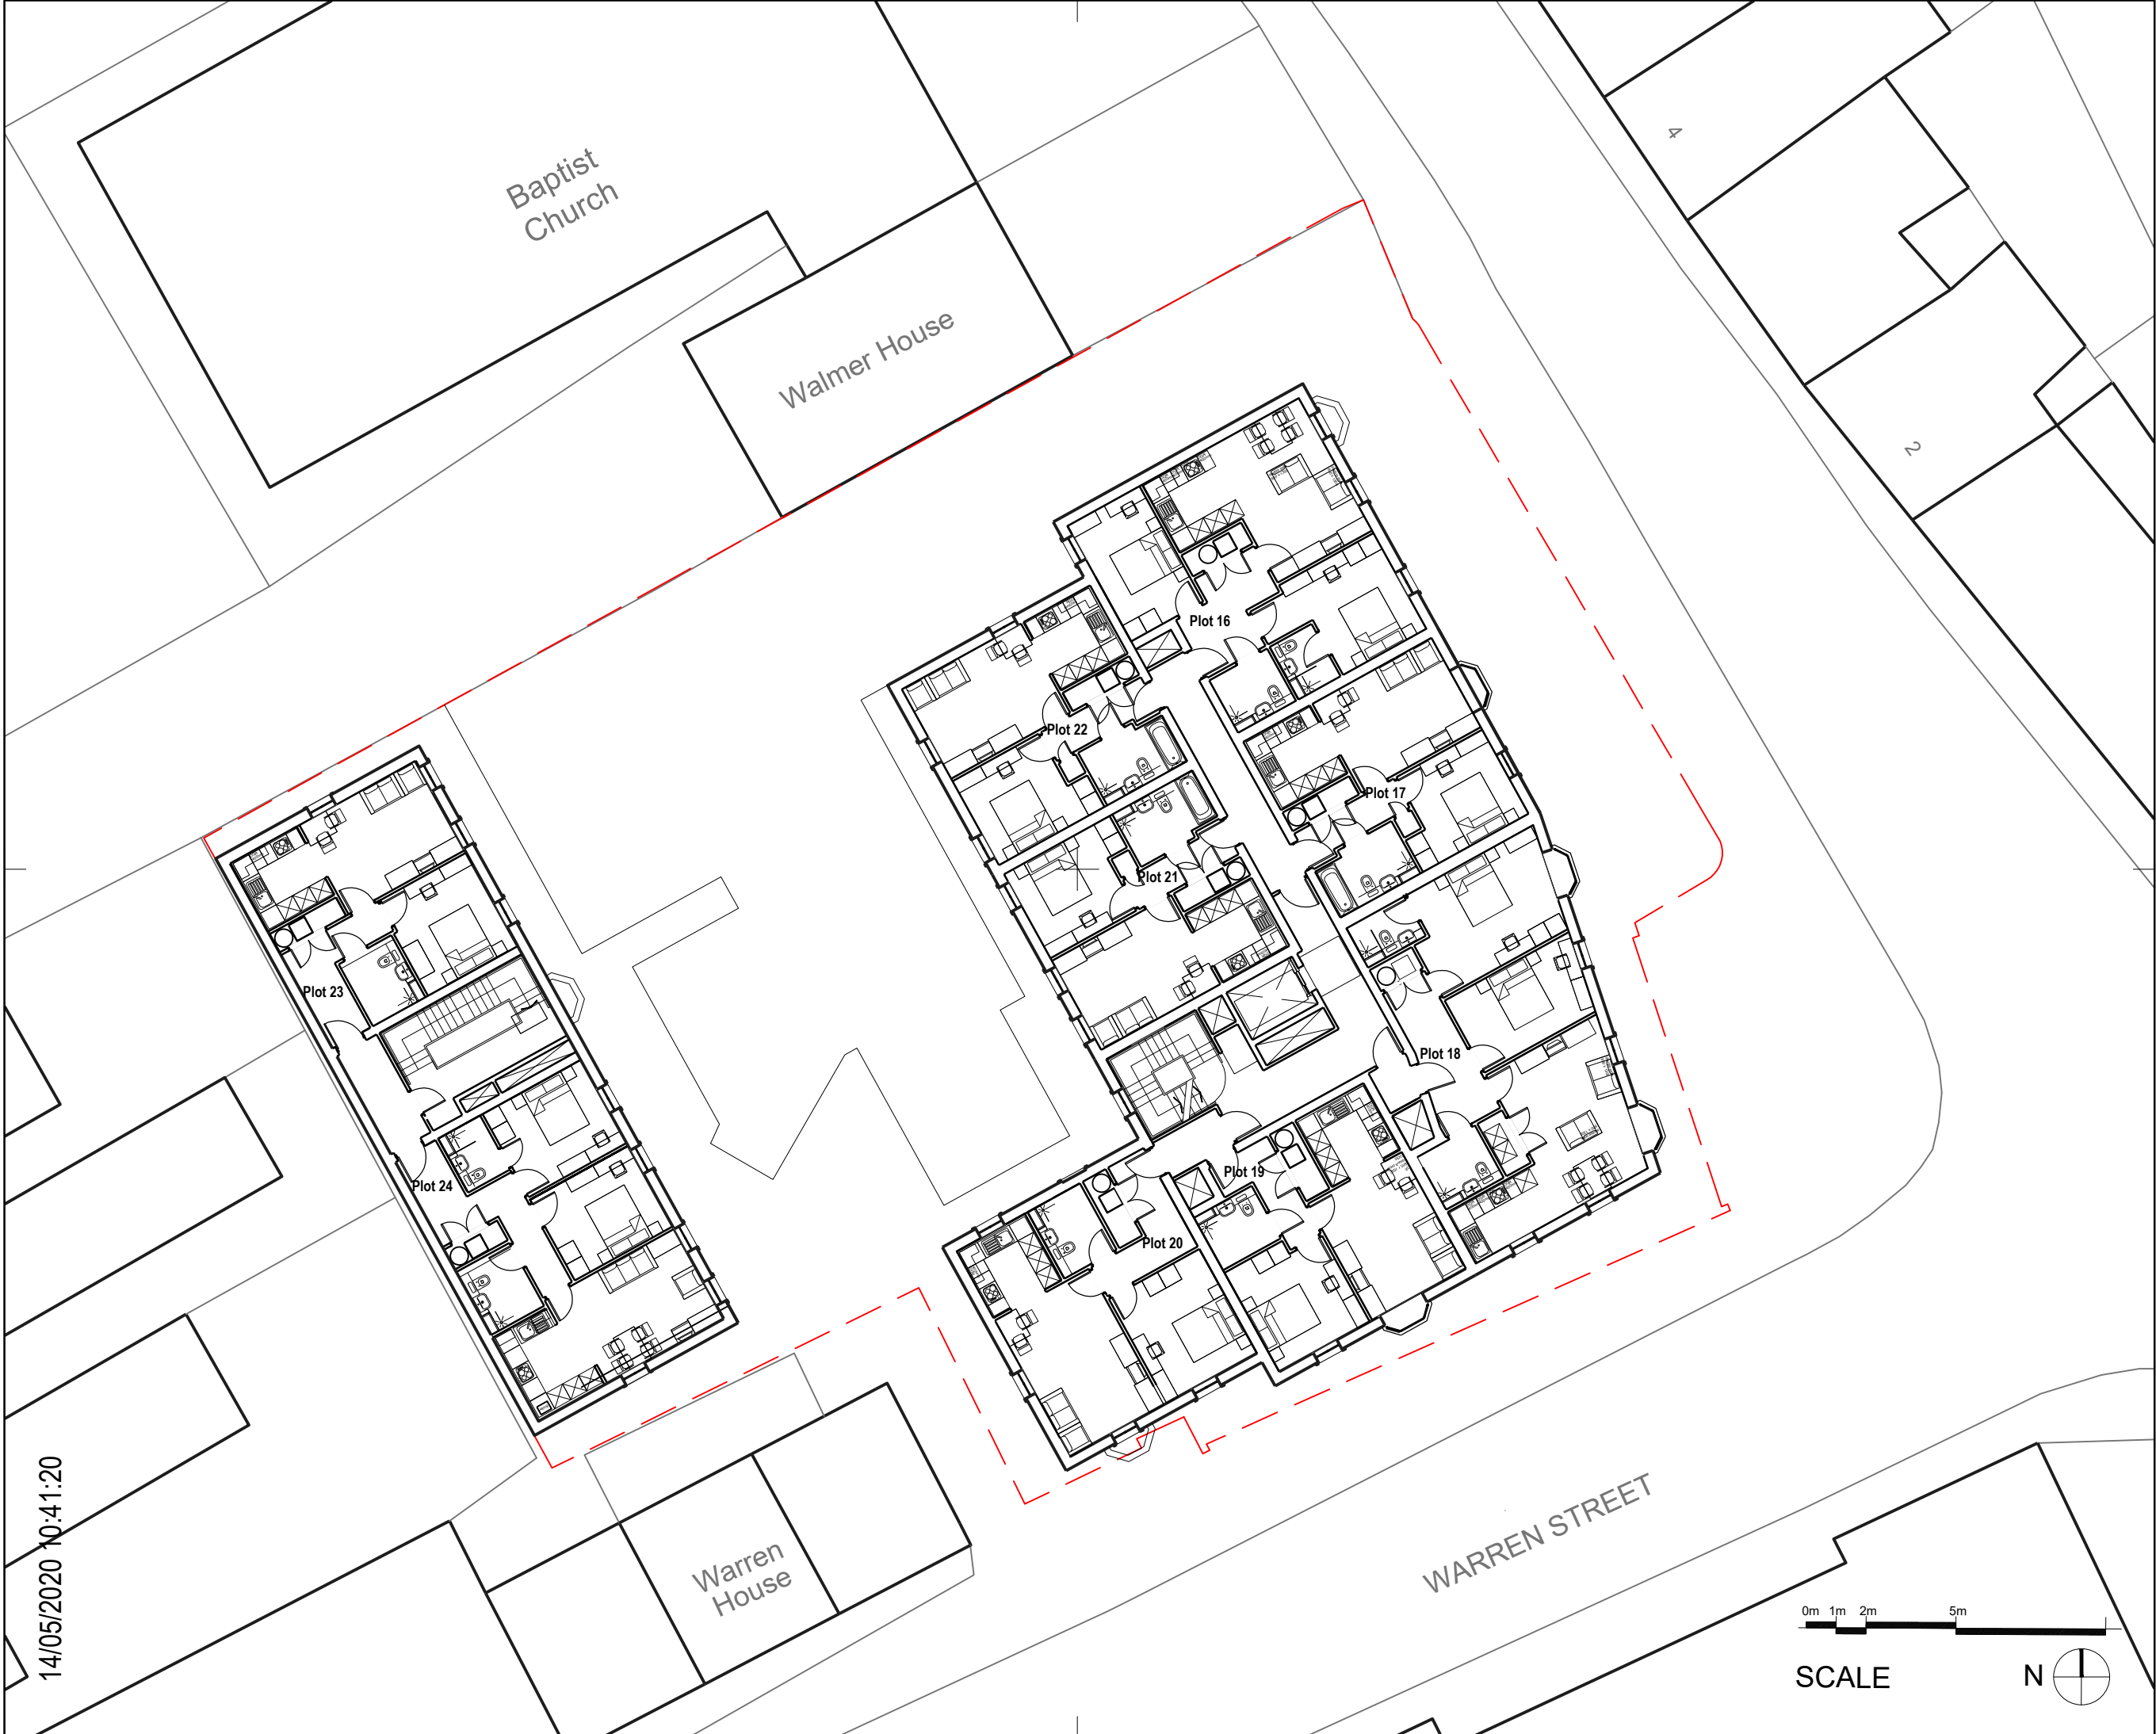 Baptist
Church
4
Walmer House
2
Plot 16
Plot 22
Plot 17
Plot 21
Plot 23
Plot 18
Plot 19
Plot 24
Plot 20
14/05/2020 10:41:20
WARREN STREET
Warren
House
0m 1m 2m 5m
SCALE
N